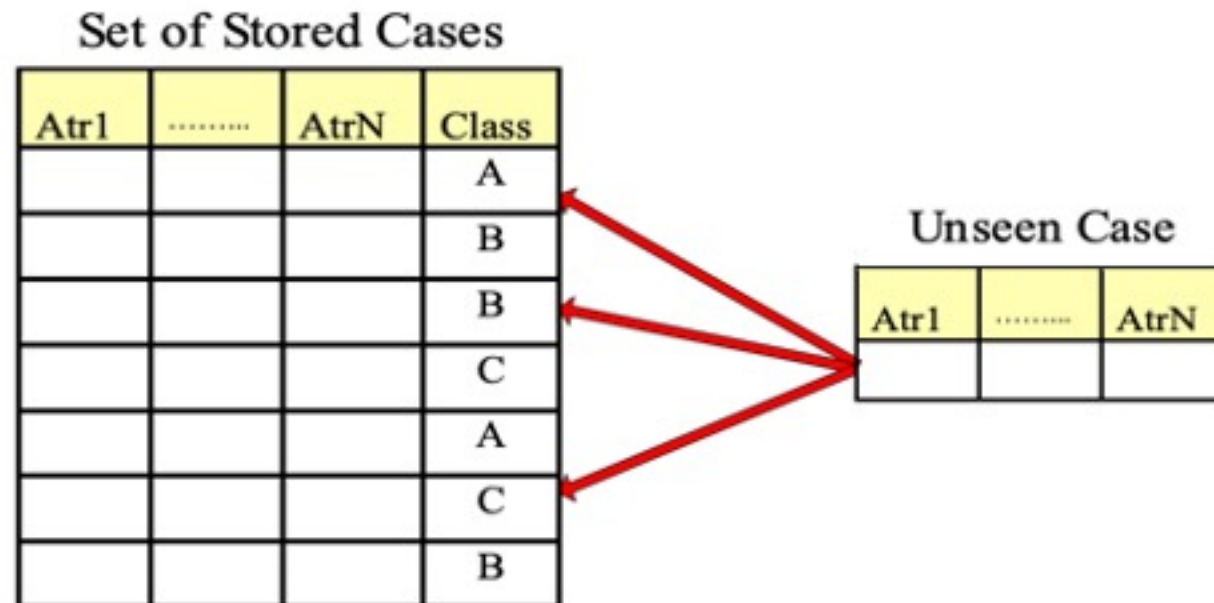 Set of Stored Cases
Atr1 ......... AtrN Class
A
B
B
C
A
C
B
Unseen Case
Atr1 ......... AtrN